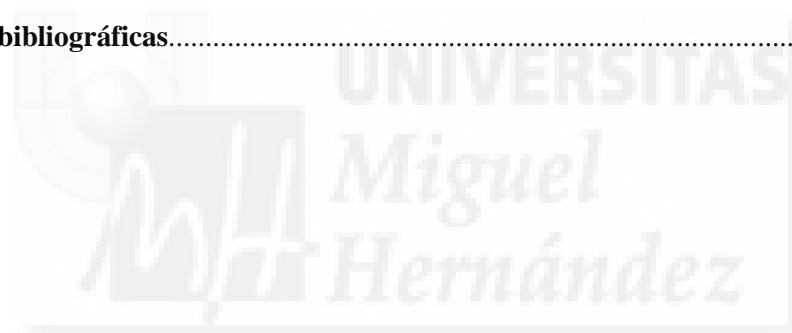 bibliográficas.......................................................................
UNIVERSITAS
Miguel
Hernández